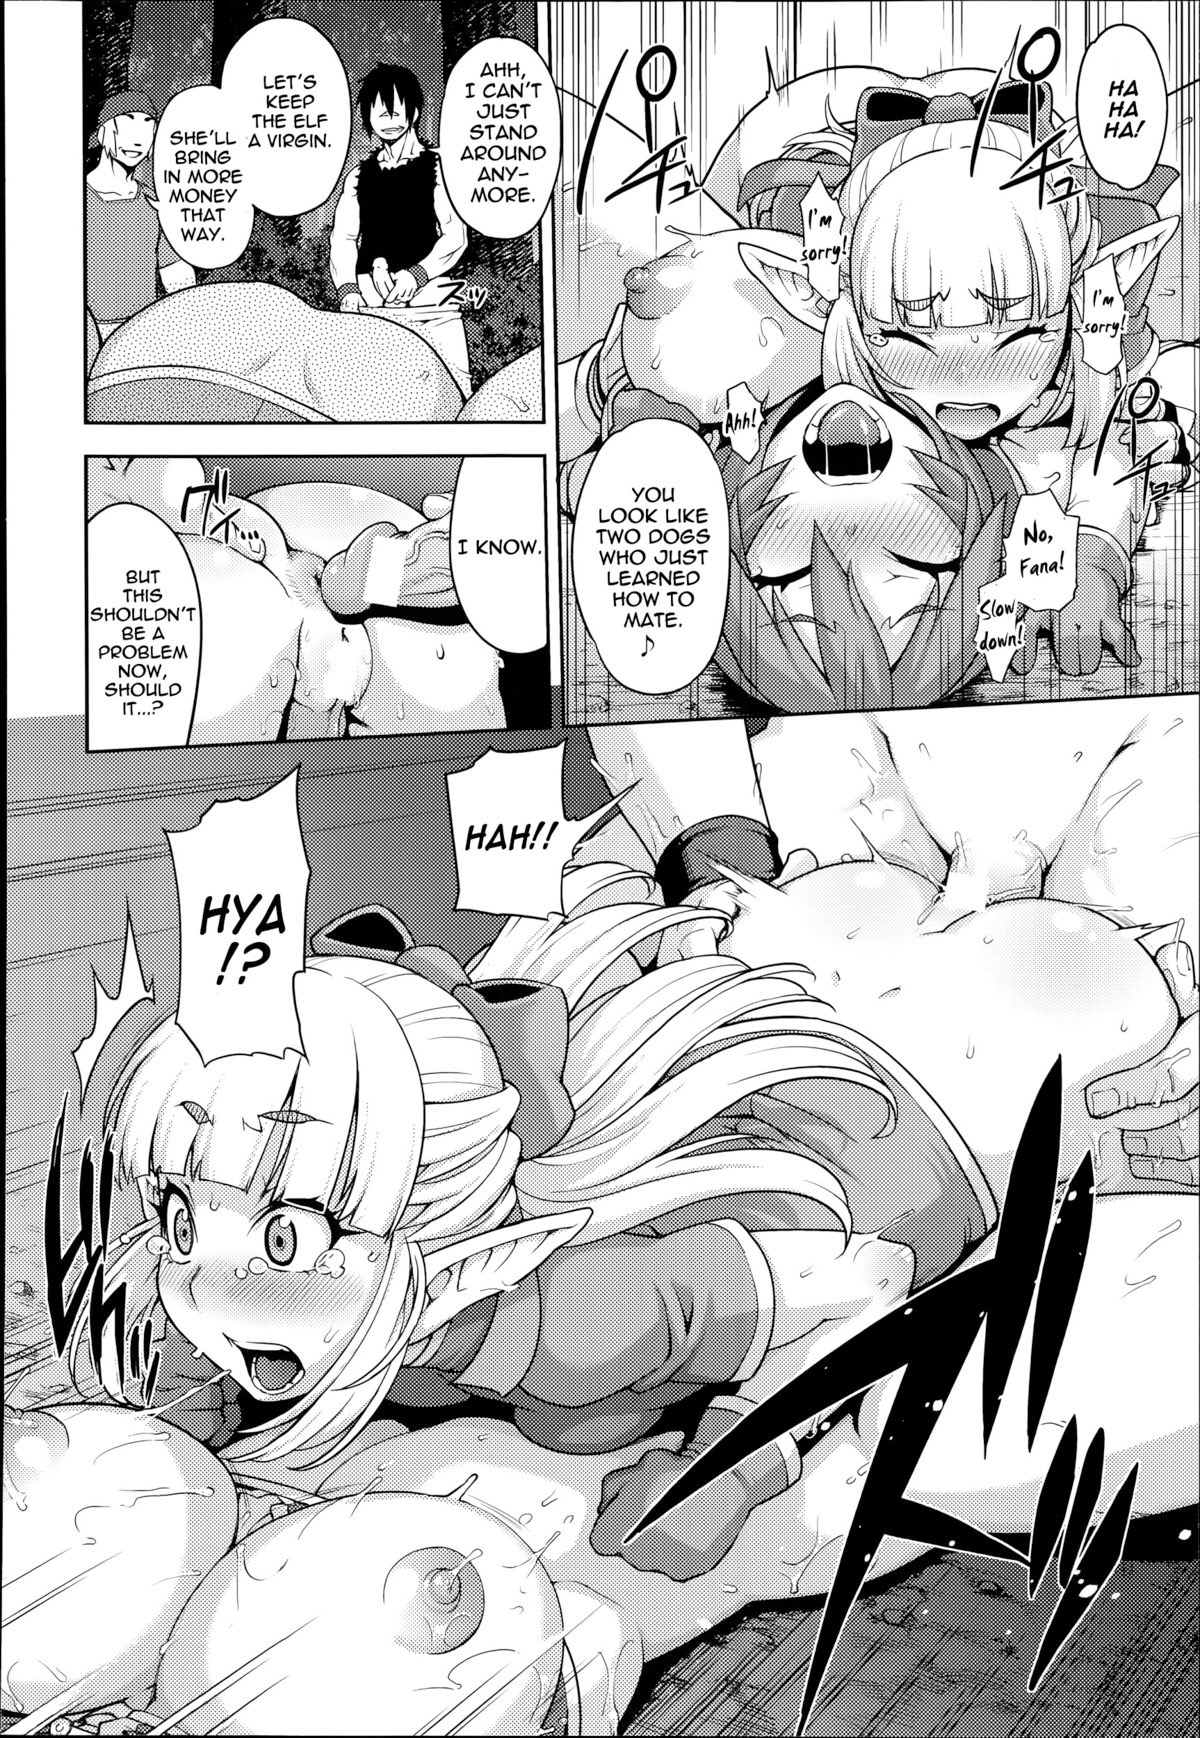 HA
HA
HA!
I'm
sorry!
I'm
sorry!
Ahh!
No,
Fana!
Slow
down!
YOU
LOOK LIKE
TWO DOGS
WHO JUST
LEARNED
HOW TO
MATE.
♪
AHH,
I CAN'T
JUST
STAND
AROUND
ANY-
MORE.
LET'S
KEEP
THE ELF
A VIRGIN.
SHE'LL
BRING
IN MORE
MONEY
THAT
WAY.
I KNOW.
BUT
THIS
SHOULDN'T
BE A
PROBLEM
NOW,
SHOULD
IT...?
HAH!!
HYA
!?